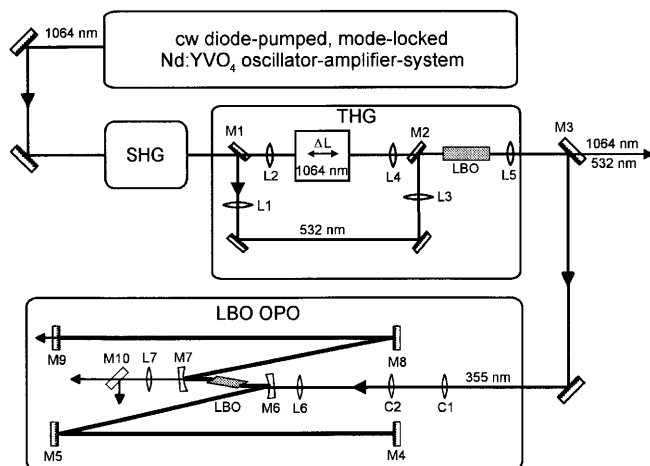 1064 nm
cw diode-pumped, mode-locked
Nd:YVO₄ oscillator-amplifier-system
THG
M1
M2
M3
SHG
ΔL
1064 nm
L2
L4
LBO
L5
1064 nm
532 nm
L1
L3
532 nm
LBO OPO
M9
M10
L7
M7
M8
LBO
M6
L6
C2
C1
355 nm
M5
M4